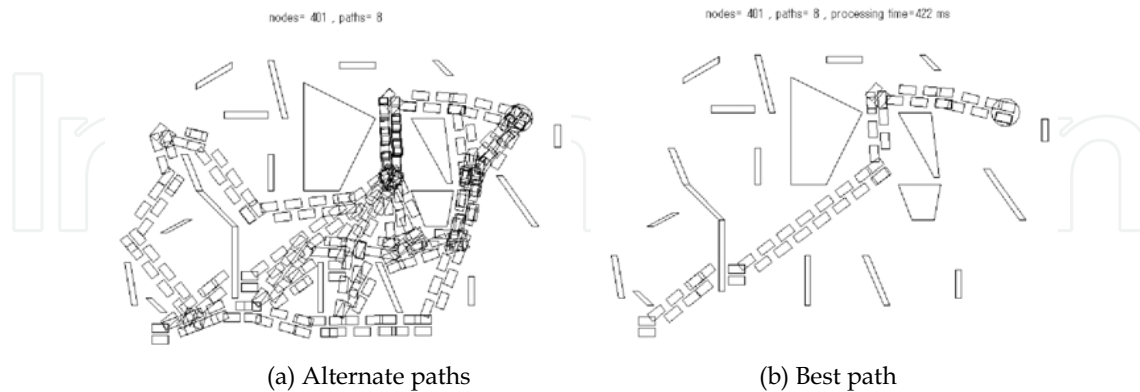 nodes= 401 , paths= 8
nodes= 401 , paths= 8 , processing time=422 ms
(a) Alternate paths
(b) Best path